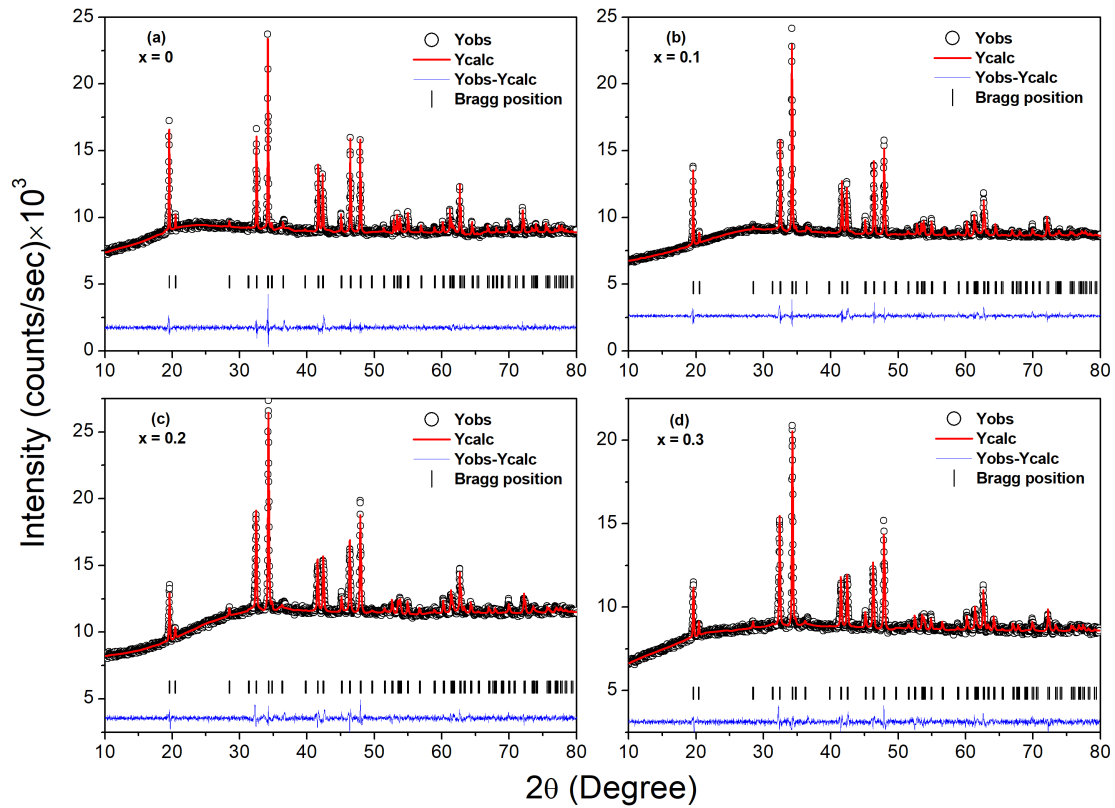 Intensity (counts/sec)×10³
(a)
x = 0
Yobs
Ycalc
Yobs-Ycalc
Bragg position
25
20
15
10
5
0
10 20 30 40 50 60 70 80
(b)
x = 0.1
Yobs
Ycalc
Yobs-Ycalc
Bragg position
25
20
15
10
5
0
10 20 30 40 50 60 70 80
(c)
x = 0.2
Yobs
Ycalc
Yobs-Ycalc
Bragg position
25
20
15
10
5
10 20 30 40 50 60 70 80
(d)
x = 0.3
Yobs
Ycalc
Yobs-Ycalc
Bragg position
20
15
10
5
10 20 30 40 50 60 70 80
2θ (Degree)